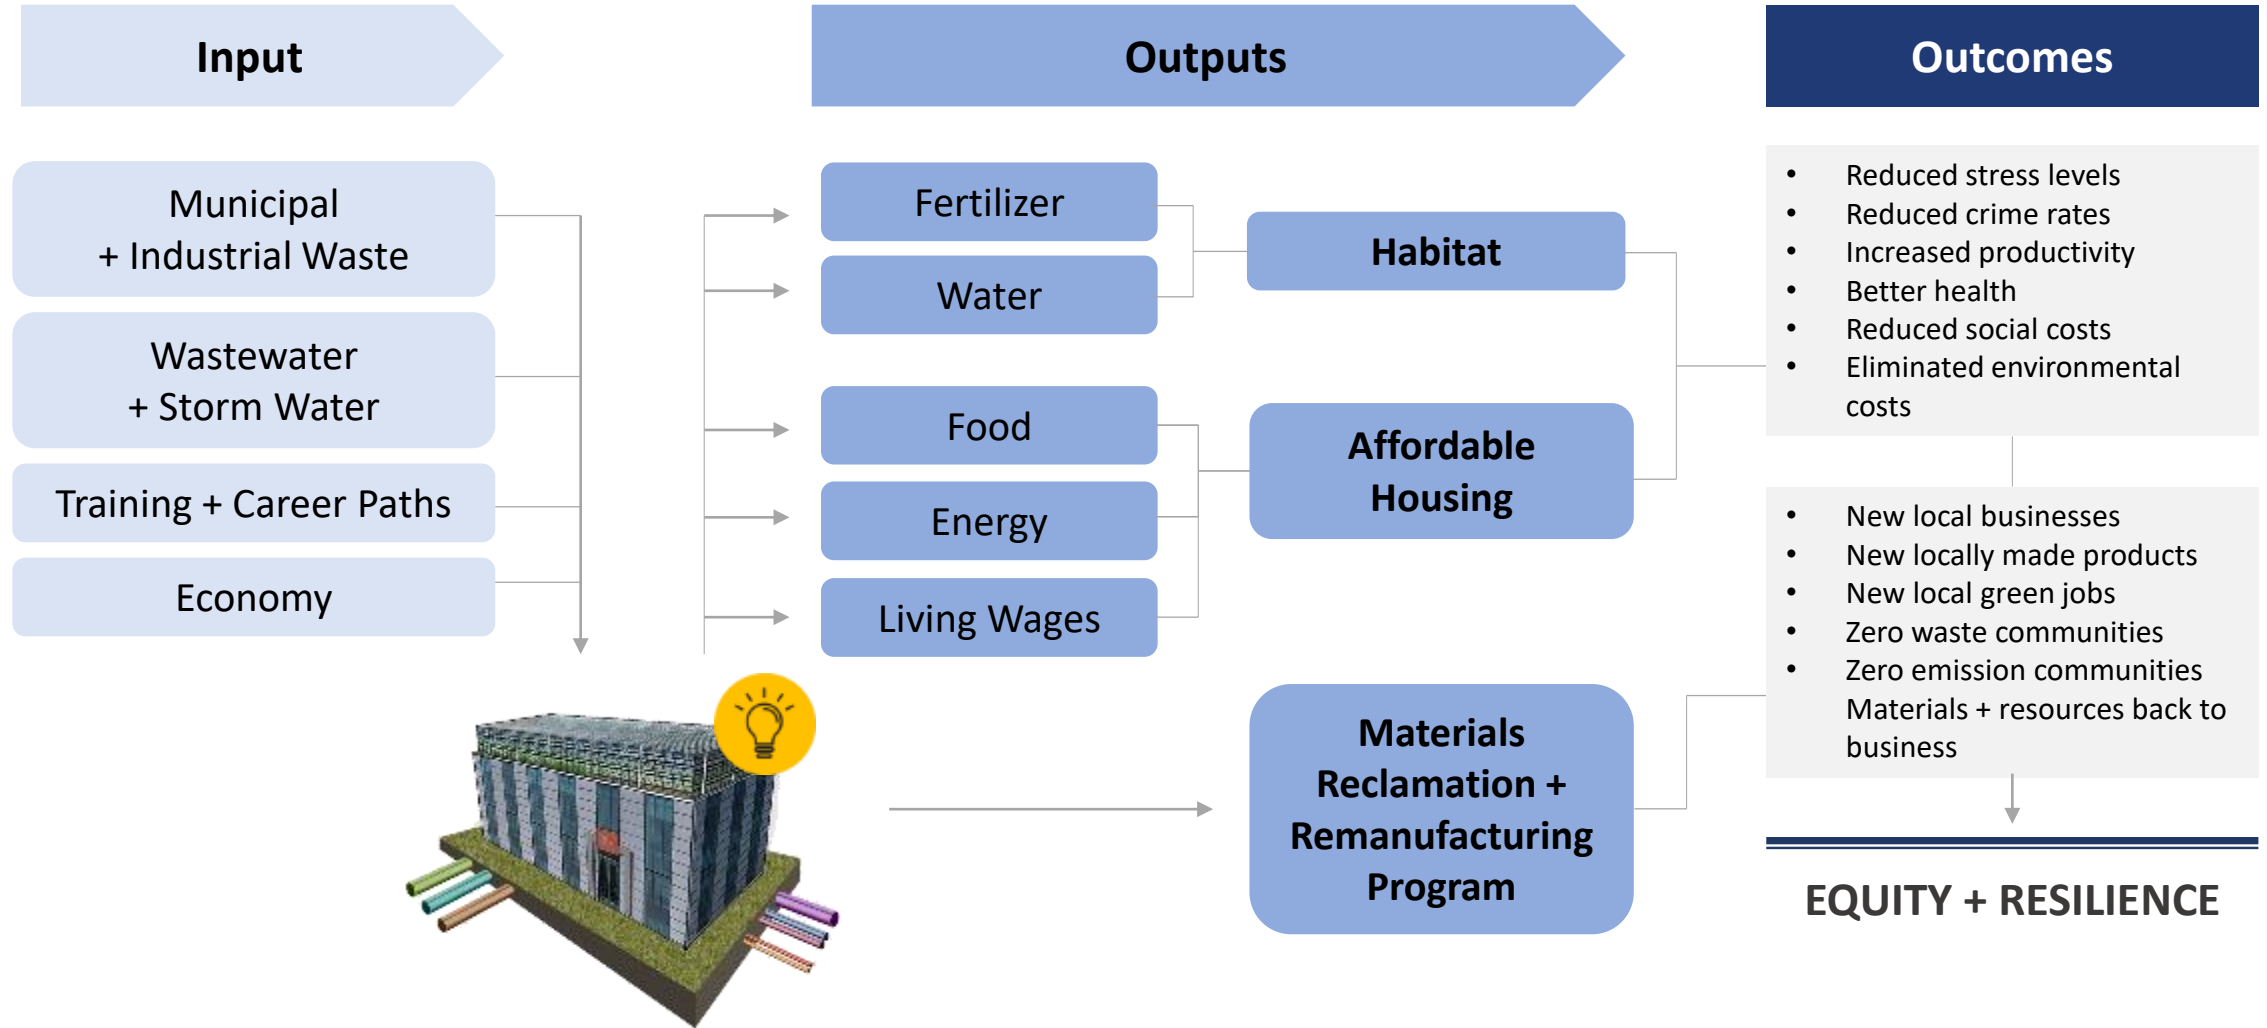 Input
Outputs
Outcomes
Municipal
+ Industrial Waste
Wastewater
+ Storm Water
Training + Career Paths
Economy
Fertilizer
Water
Food
Energy
Living Wages
Habitat
Affordable
Housing
Materials
Reclamation +
Remanufacturing
Program
• Reduced stress levels
• Reduced crime rates
• Increased productivity
• Better health
• Reduced social costs
• Eliminated environmental
costs
• New local businesses
• New locally made products
• New local green jobs
• Zero waste communities
• Zero emission communities
Materials + resources back to
business
EQUITY + RESILIENCE